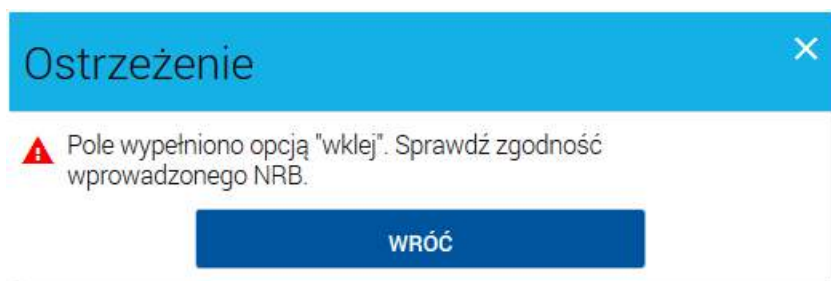 Ostrzeżenie
Pole wypełniono opcją "wklej". Sprawdź zgodność
wprowadzonego NRB.
WRÓĆ